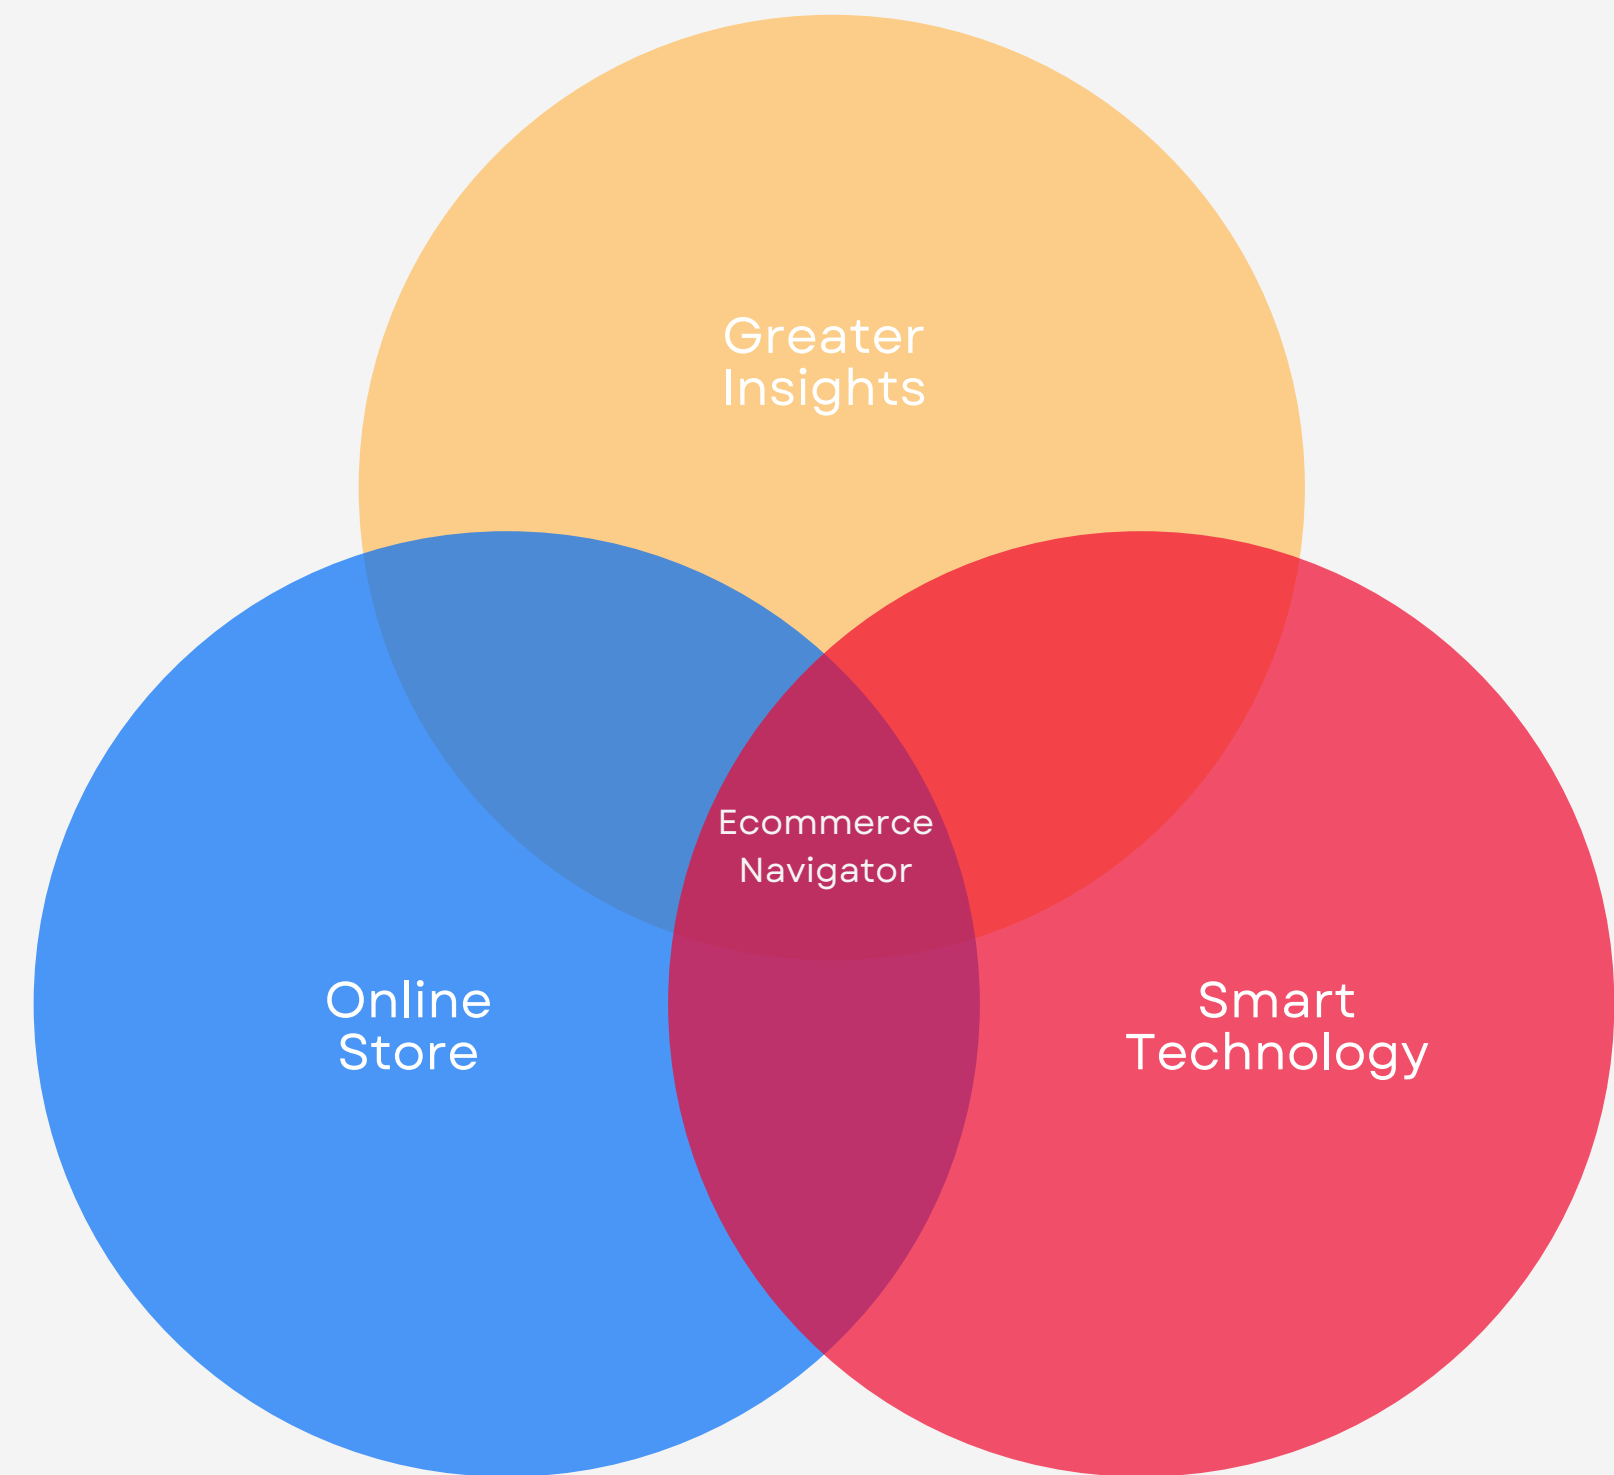 Greater
Insights
Ecommerce
Navigator
Online
Store
Smart
Technology